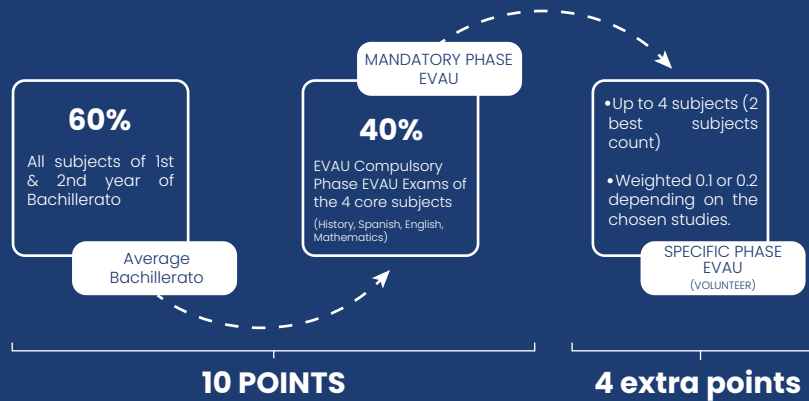 60%
All subjects of 1st
& 2nd year of
Bachillerato
Average
Bachillerato
MANDATORY PHASE
EVAU
40%
EVAU Compulsory
Phase EVAU Exams of
the 4 core subjects
(History, Spanish, English,
Mathematics)
•Up to 4 subjects (2
best subjects
count)
•Weighted 0.1 or 0.2
depending on the
chosen studies.
SPECIFIC PHASE
EVAU
(VOLUNTEER)
10 POINTS
4 extra points